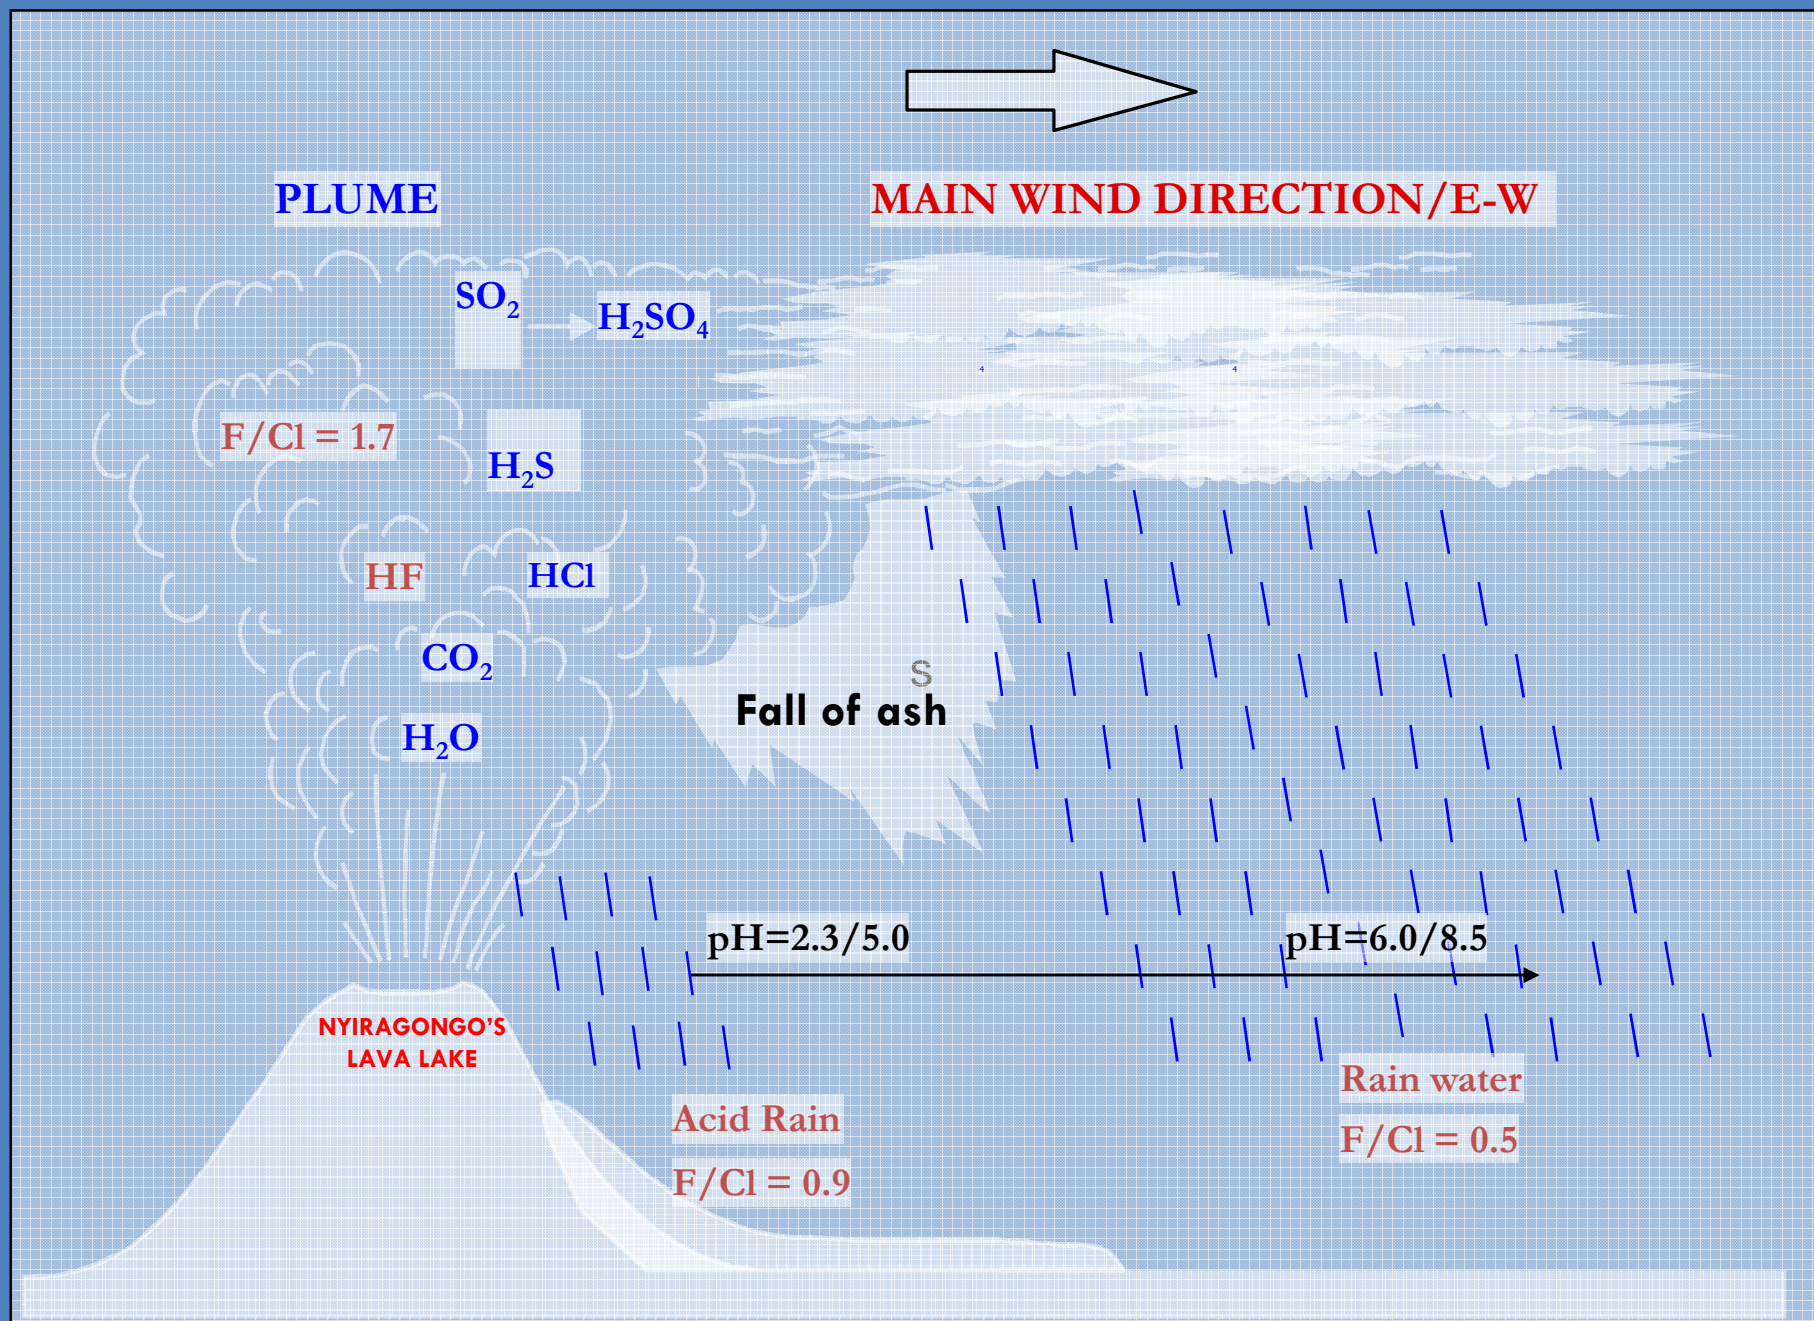 PLUME
MAIN WIND DIRECTION/E-W
SO₂
H₂SO₄
4
4
F/Cl = 1.7
H₂S
HF
HCl
CO₂
S
Fall of ash
H₂O
pH=2.3/5.0
pH=6.0/8.5
NYIRAGONGO'S
LAVA LAKE
Rain water
F/Cl = 0.5
Acid Rain
F/Cl = 0.9